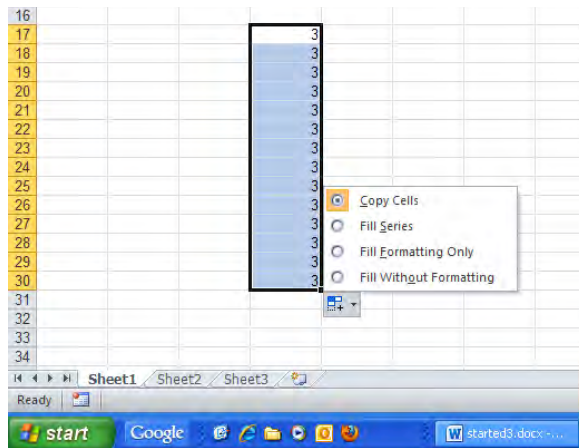 16
17 3
18 3
19 3
20 3
21 3
22 3
23 3
24 3
25 3
26 3 Copy Cells
27 3 Fill Series
28 3 Fill Formatting Only
29 3 Fill Without Formatting
30 3
31
32
33
34
Sheet1 Sheet2 Sheet3
Ready
start Google started3.docx -...